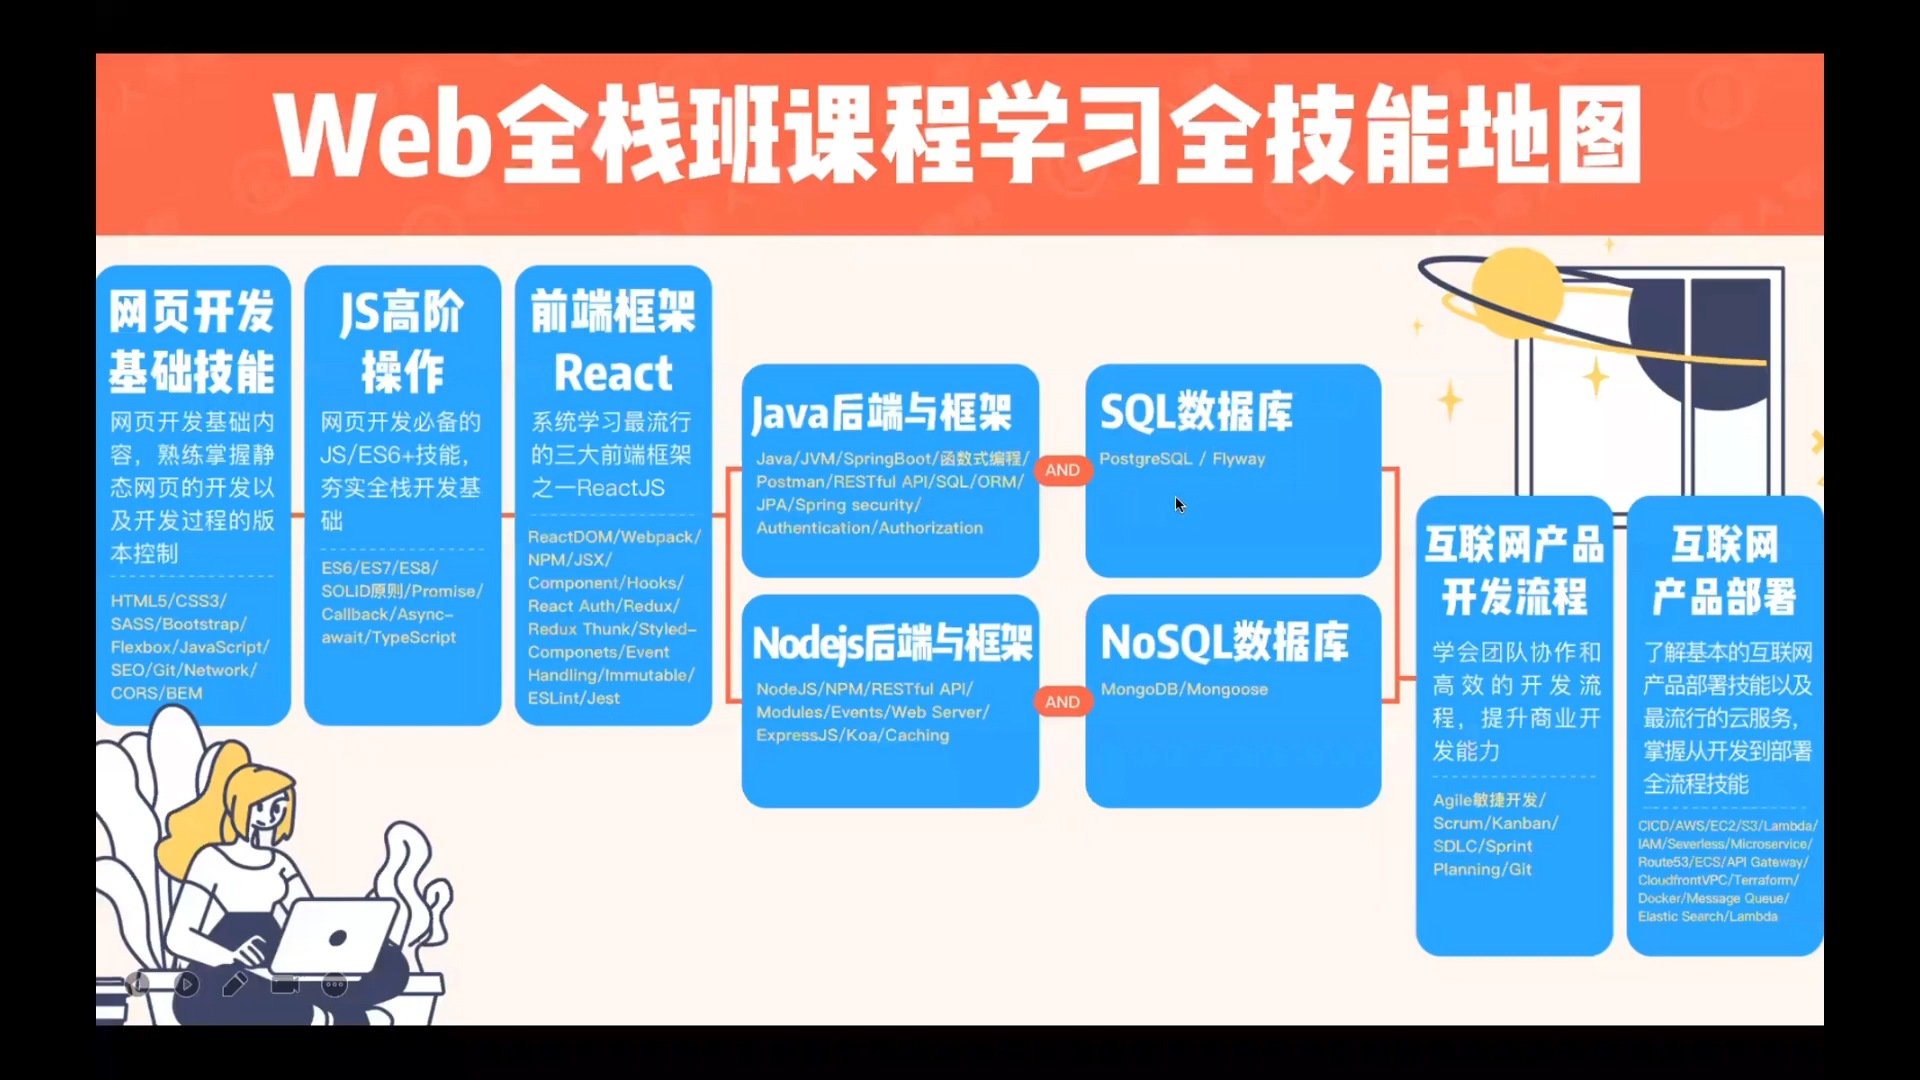 Web全栈班课程学习全技能地图
网页开发
基础技能
网页开发基础内
容，熟练掌握静
态网页的开发以
及开发过程的版
本控制
HTML5/CSS3/
SASS/Bootstrap/
Flexbox/JavaScript/
SEO/Git/Network/
CORS/BEM
JS高阶
操作
网页开发必备的
JS/ES6+技能，
夯实全栈开发基
础
ES6/ES7/ES8/
SOLID原则/Promise/
Callback/Async-
await/TypeScript
前端框架
React
系统学习最流行
的三大前端框架
之一ReactJS
ReactDOM/Webpack/
NPM/JSX/
Component/Hooks/
React Auth/Redux/
Redux Thunk/Styled-
Componets/Event
Handling/Immutable/
ESLint/Jest
Java后端与框架
Java/JVM/SpringBoot/函数式编程/
Postman/RESTful API/SQL/ORM/
JPA/Spring security/
Authentication/Authorization
AND
SQL数据库
PostgreSQL / Flyway
Nodejs后端与框架
NodeJS/NPM/RESTful API/
Modules/Events/Web Server/
ExpressJS/Koa/Caching
AND
NoSQL数据库
MongoDB/Mongoose
互联网产品
开发流程
学会团队协作和
高效的开发流
程，提升商业开
发能力
Agile敏捷开发/
Scrum/Kanban/
SDLC/Sprint
Planning/Git
互联网
产品部署
了解基本的互联网
产品部署技能以及
最流行的云服务，
掌握从开发到部署
全流程技能
CICD/AWS/EC2/S3/Lambda/
IAM/Severless/Microservice/
Route53/ECS/API Gateway/
CloudfrontVPC/Terraform/
Docker/Message Queue/
Elastic Search/Lambda